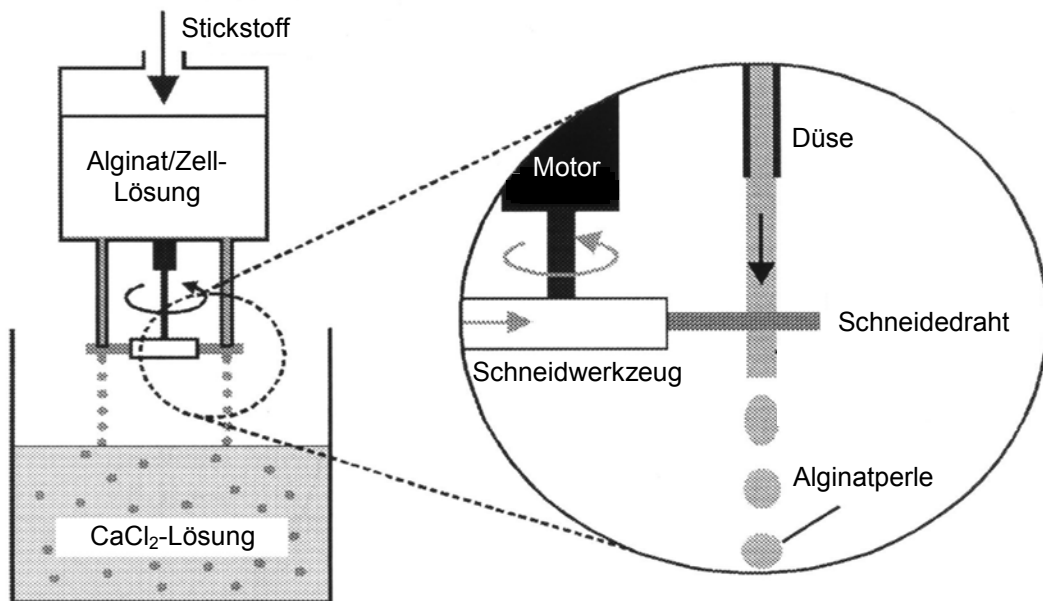 Stickstoff
Alginat/Zell-
Lösung
CaCl₂-Lösung
Düse
Motor
Schneidedraht
Schneidwerkzeug
Alginatperle